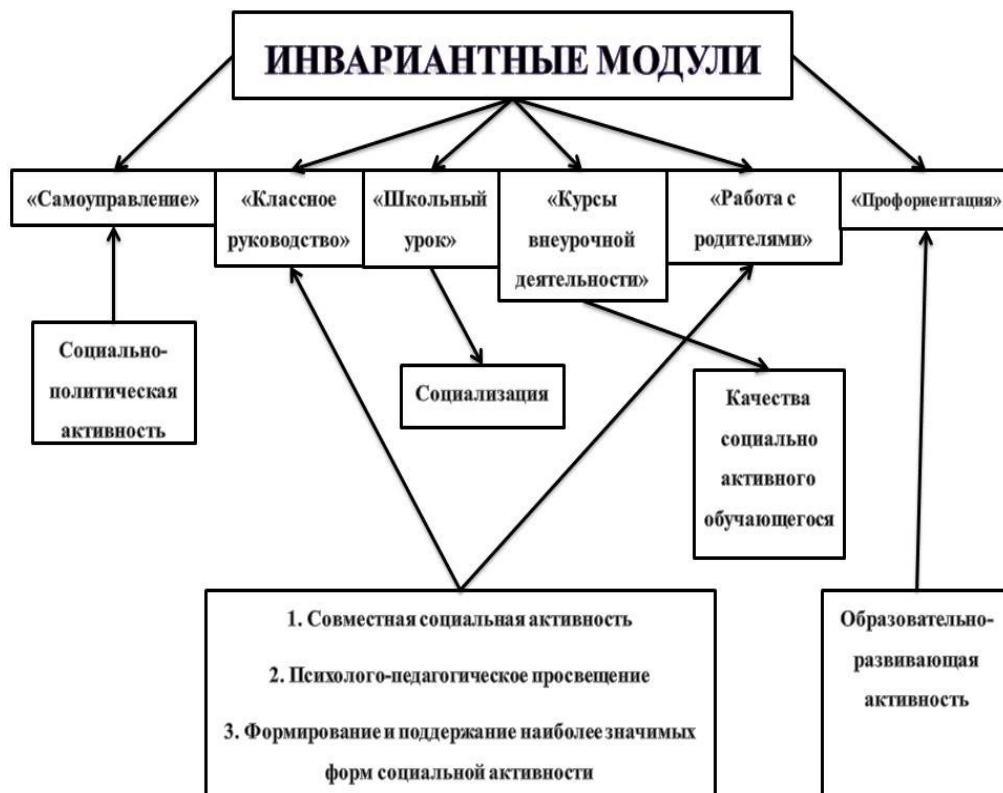 ИНВАРИАНТНЫЕ МОДУЛИ
«Самоуправление»
«Классное
руководство»
«Школьный
урок»
«Курсы
внеурочной
деятельности»
«Работа с
родителями»
«Профориентация»
Социально-
политическая
активность
Социализация
Качества
социально
активного
обучающегося
1. Совместная социальная активность
2. Психолого-педагогическое просвещение
3. Формирование и поддержание наиболее значимых
форм социальной активности
Образовательно-
развивающая
активность